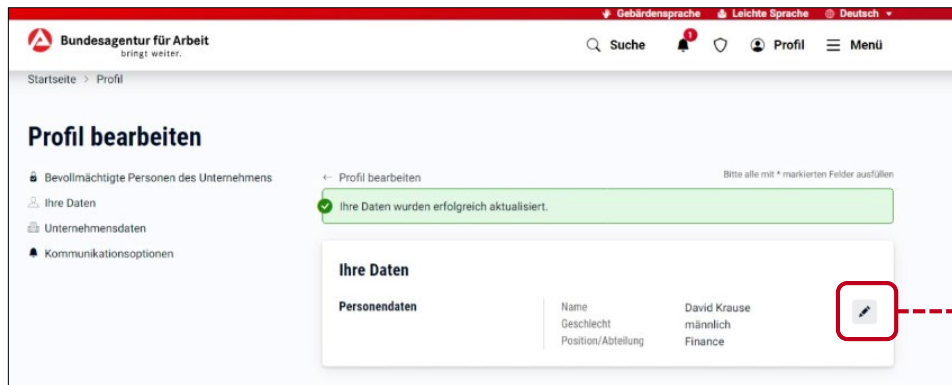 Gebärdensprache Leichte Sprache Deutsch
Bundesagentur für Arbeit
bringt weiter.
Suche 1 Profil Menü
Startseite > Profil
Profil bearbeiten
Bevollmächtigte Personen des Unternehmens
Ihre Daten
Unternehmensdaten
Kommunikationsoptionen
← Profil bearbeiten
Bitte alle mit * markierten Felder ausfüllen
Ihre Daten wurden erfolgreich aktualisiert.
Ihre Daten
Personendaten
Name David Krause
Geschlecht männlich
Position/Abteilung Finance